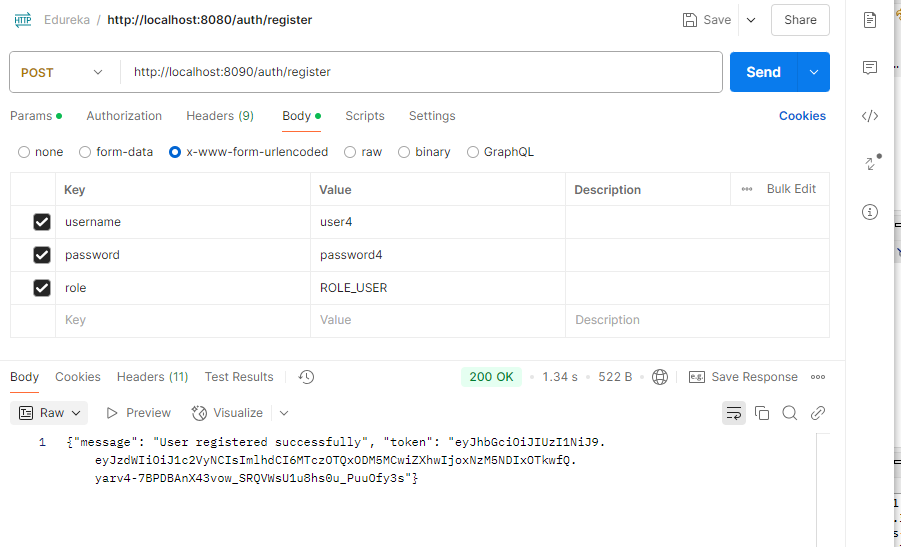 HTTP Edureka / http://localhost:8080/auth/register Save Share
POST http://localhost:8090/auth/register Send
Params Authorization Headers (9) Body Scripts Settings Cookies
none form-data x-www-form-urlencoded raw binary GraphQL
Key Value Description Bulk Edit
username user4
password password4
role ROLE_USER
Key Value Description
Body Cookies Headers (11) Test Results 200 OK 1.34 s 522 B e.g. Save Response
Raw Preview Visualize
1 {"message": "User registered successfully", "token": "eyJhbGciOiJIUzI1NiJ9.
eyJzdWIiOiJ1c2VyNCIsImlhdCI6MTczOTQxODM5MCwiZXhwIjoxNzM5NDIxOTkwfQ.
yarv4-7BPDBAnX43vow_SRQVWsU1u8hs0u_PuuOfy3s"}